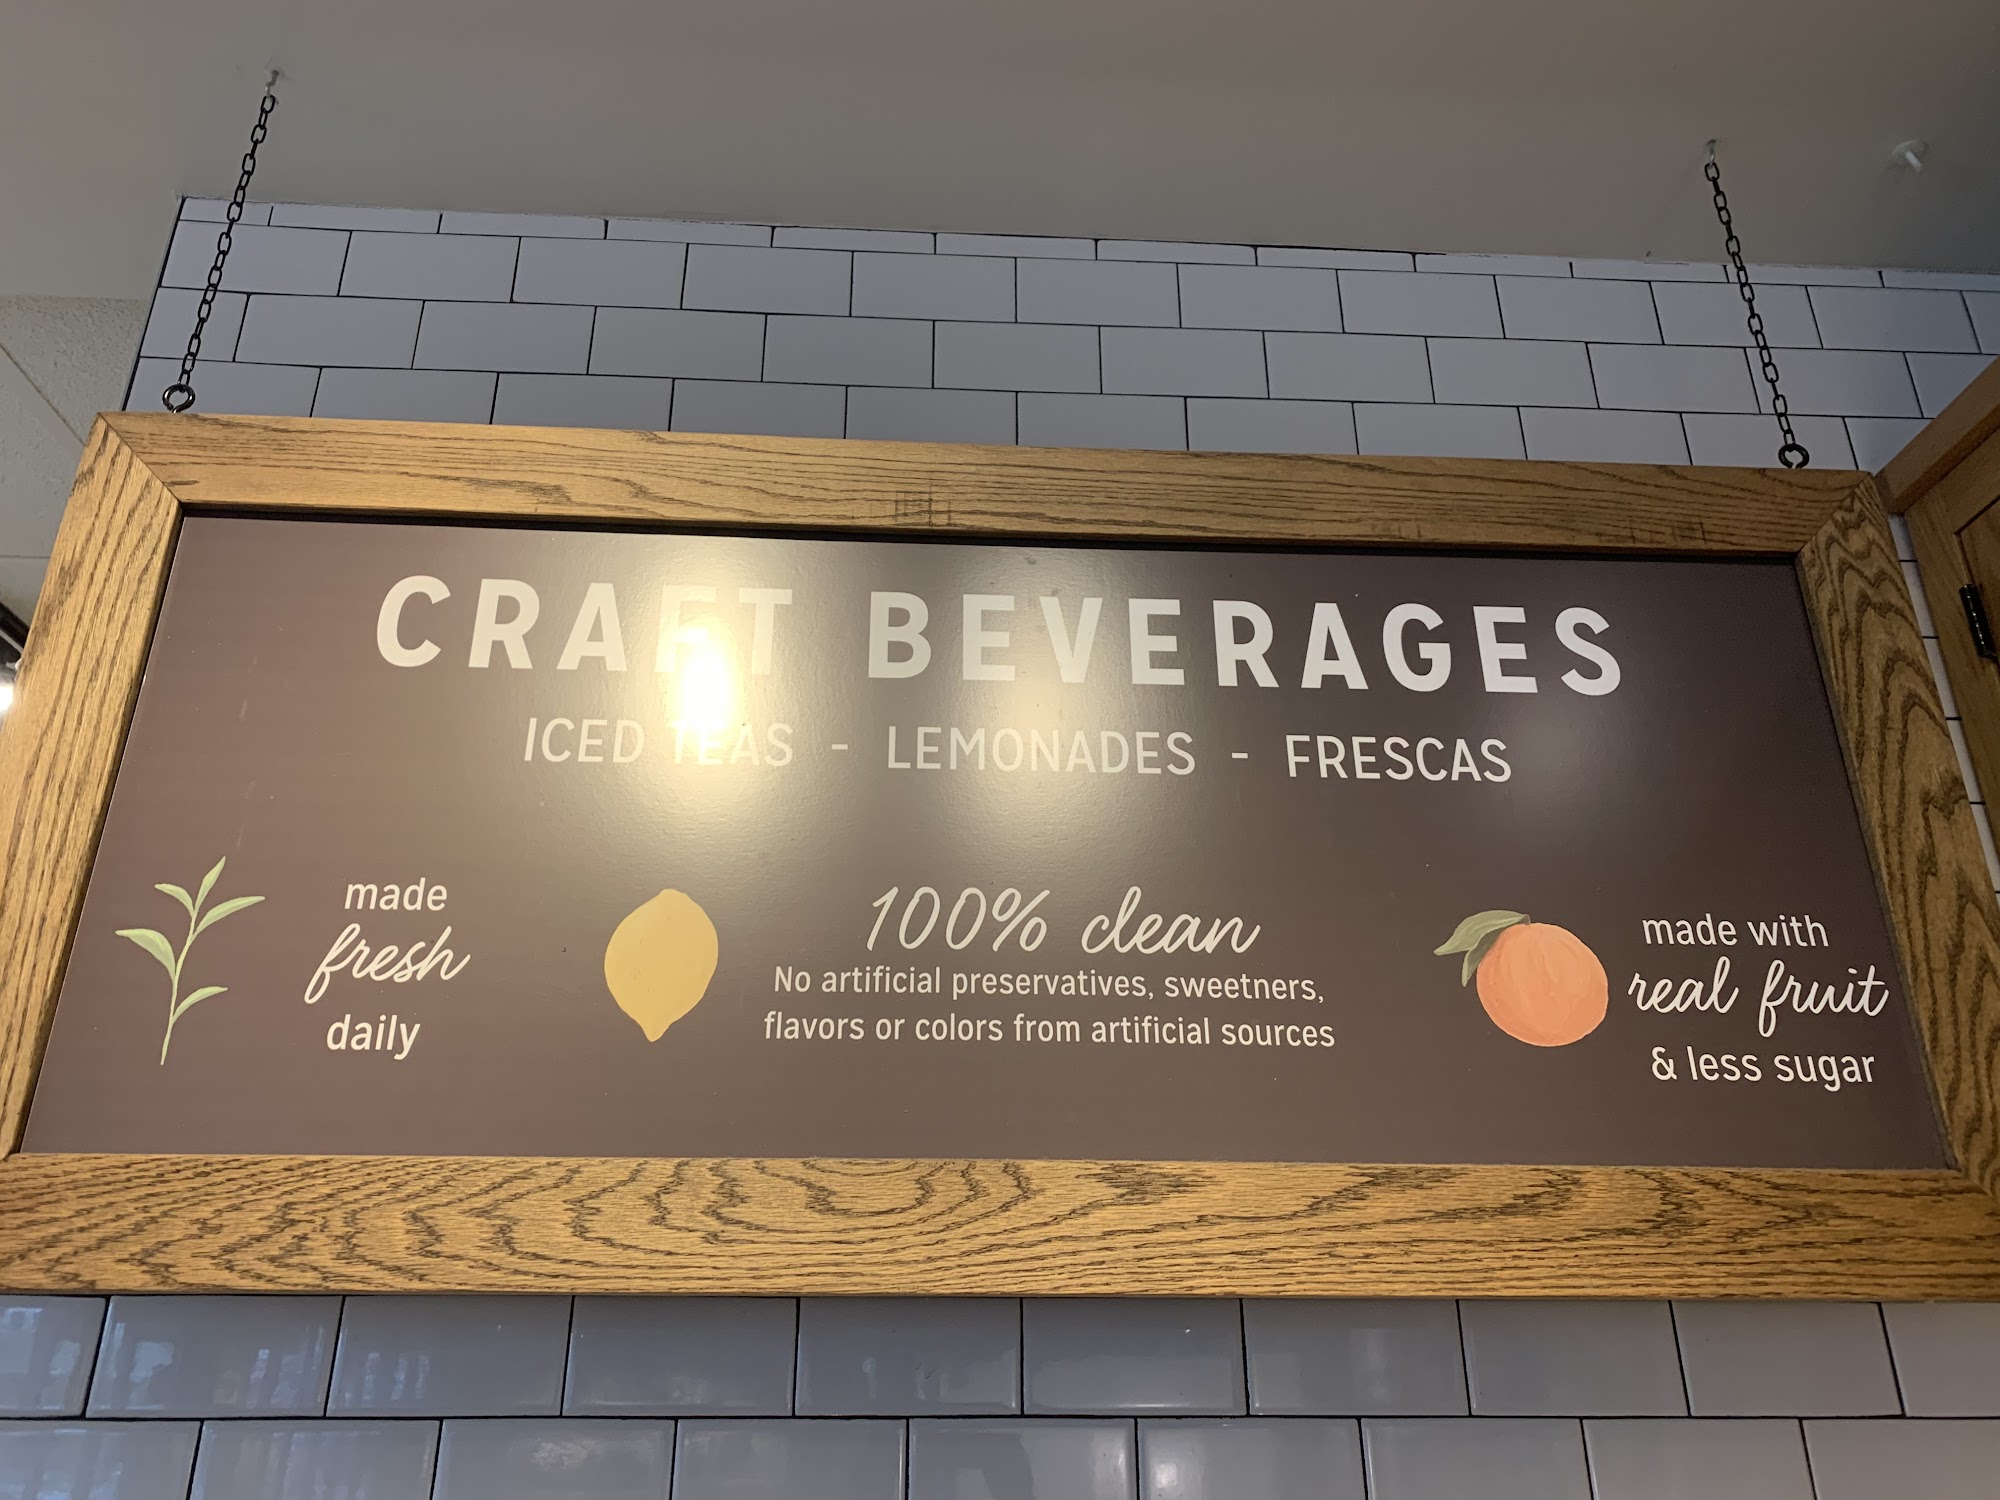 CRAFT BEVERAGES
ICED TEAS - LEMONADES - FRESCAS
made
fresh
daily
100% clean
No artificial preservatives, sweetners,
flavors or colors from artificial sources
made with
real fruit
& less sugar